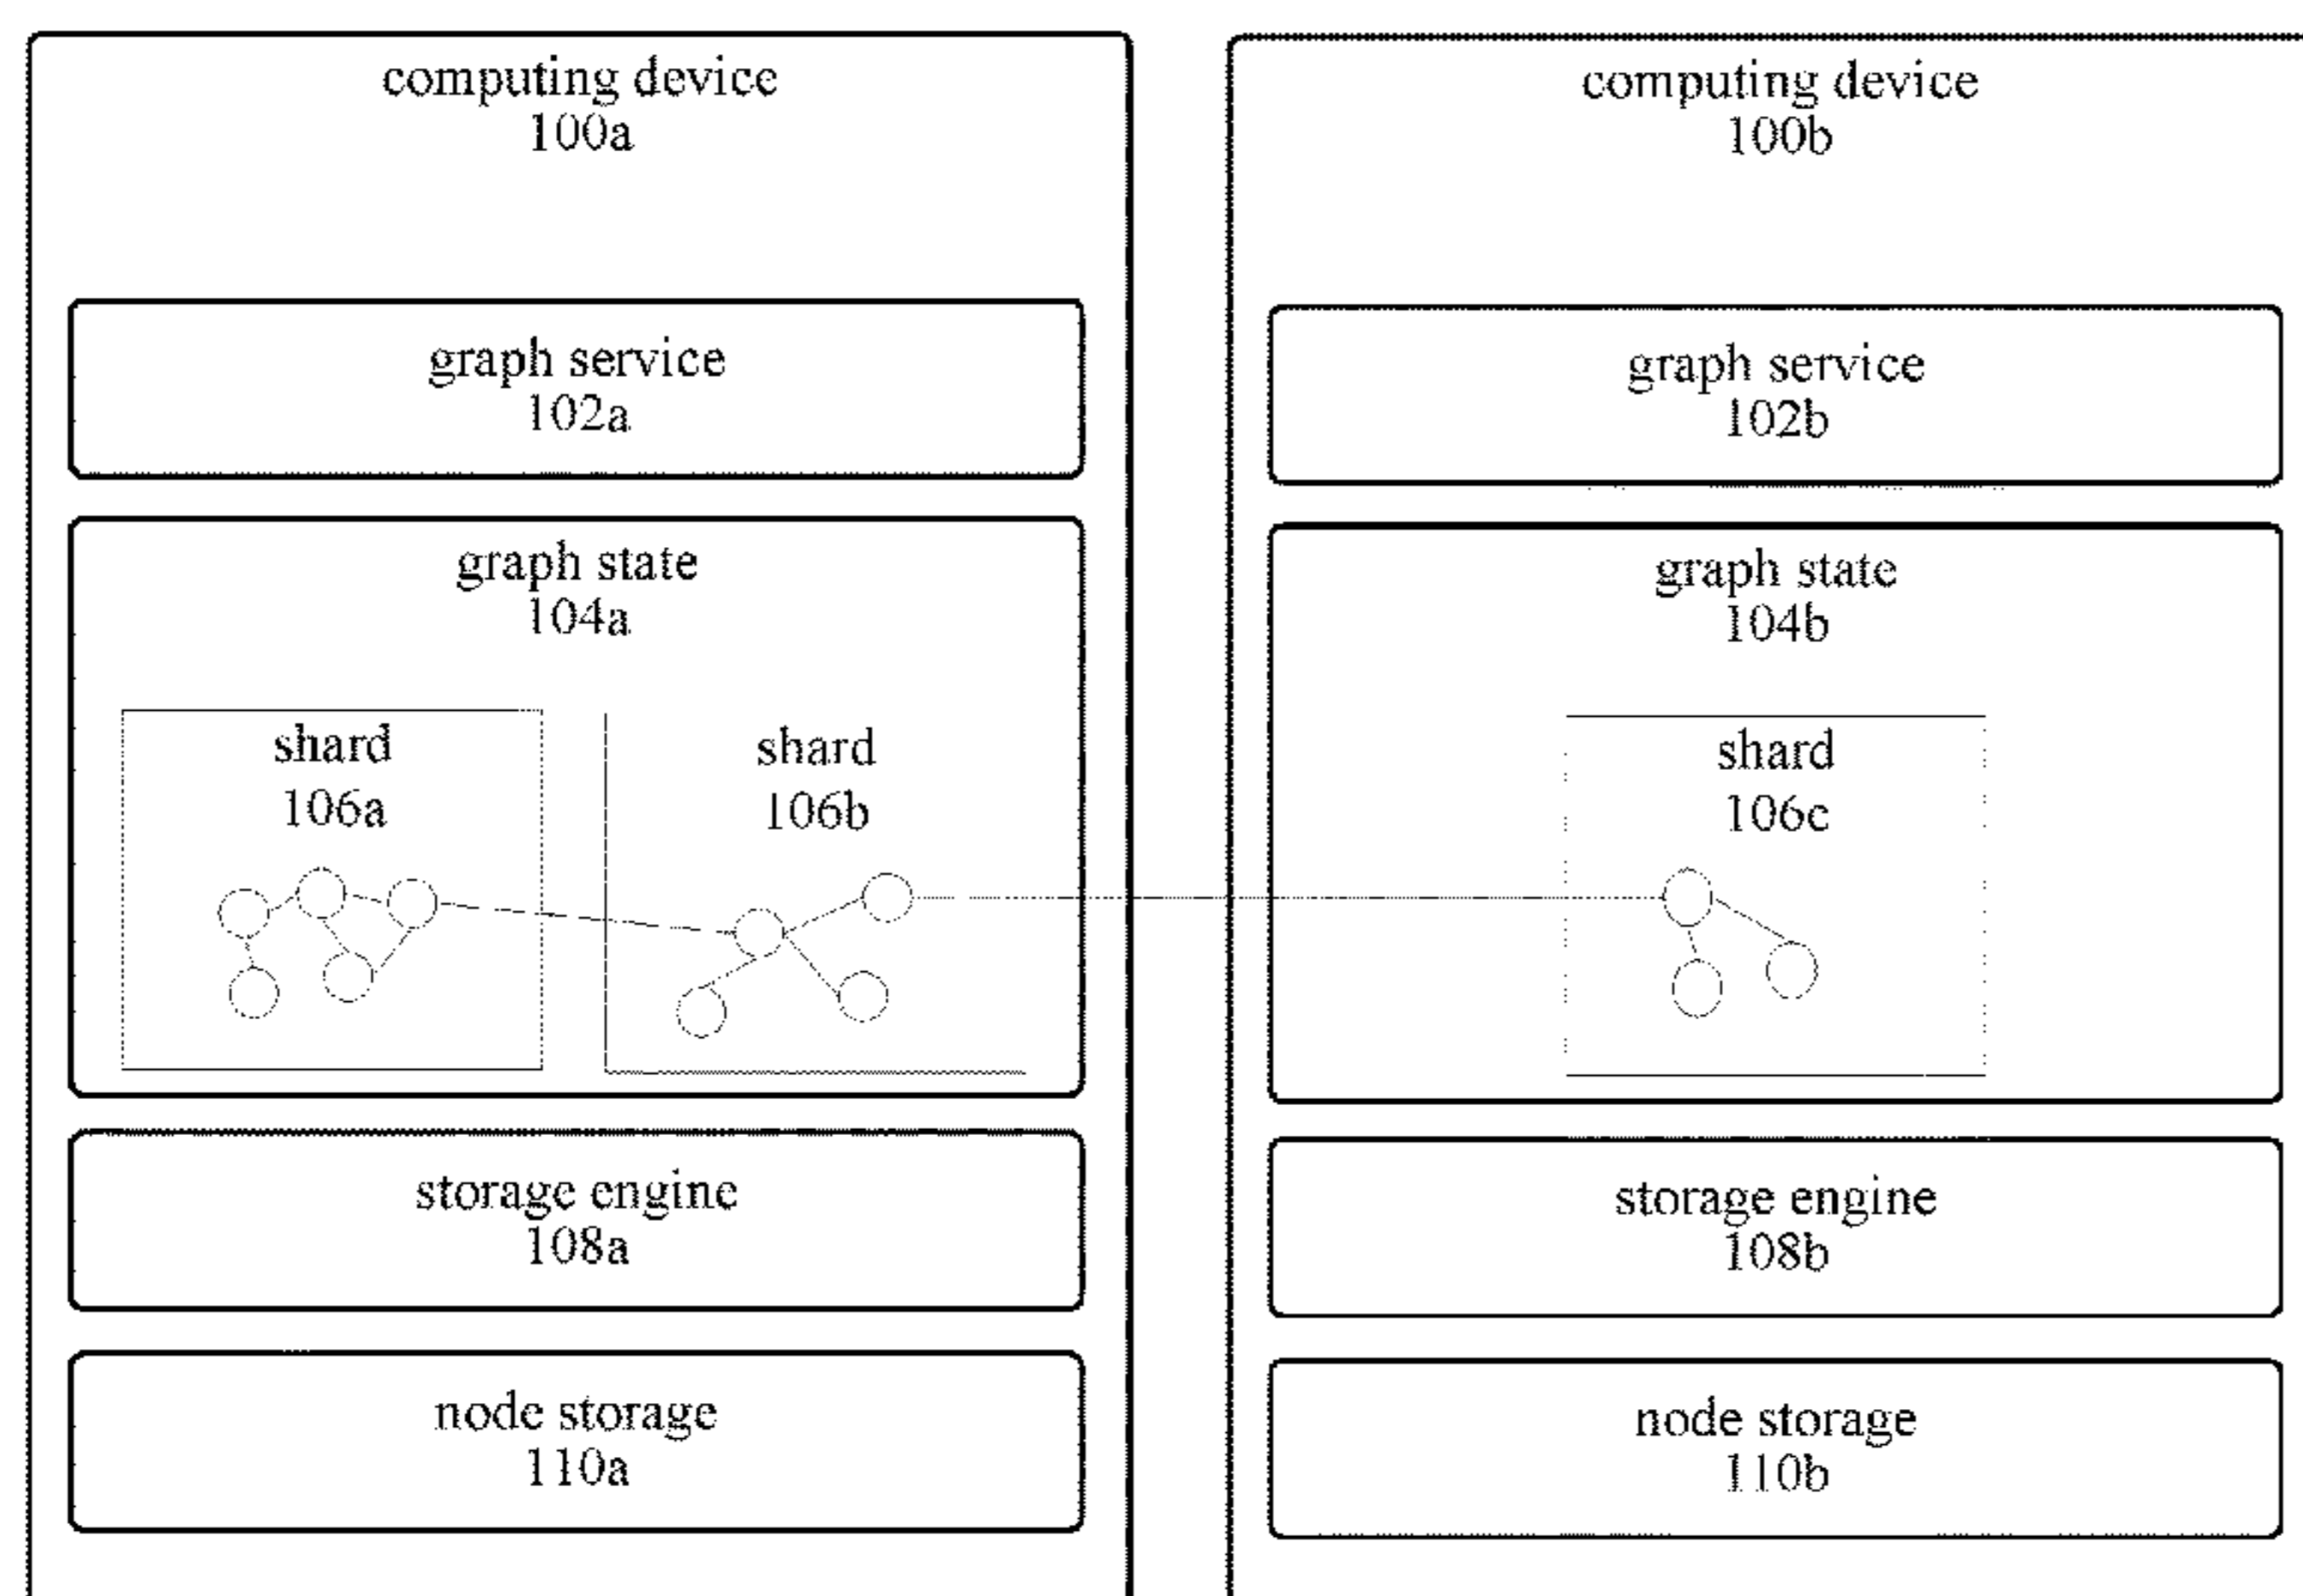 computing device
100a
graph service
102a
graph state
104a
shard
106a
shard
106b
storage engine
108a
node storage
110a
computing device
100b
graph service
102b
graph state
104b
shard
106c
storage engine
108b
node storage
110b